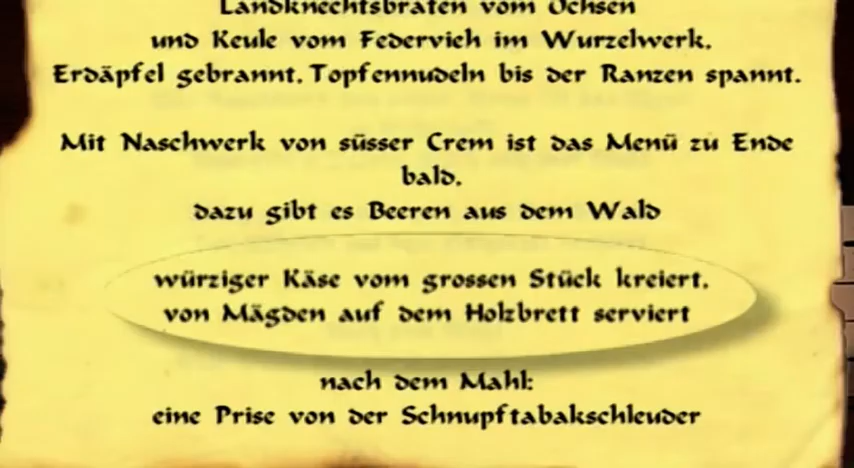 Landknechtsbraten vom Ochsen
und Keule vom Federvieh im Wurzelwerk.
Erdäpfel gebrannt. Topfennudeln bis der Ranzen spannt.
Mit Naschwerk von süsser Crem ist das Menü zu Ende
bald.
dazu gibt es Beeren aus dem Wald
würziger Käse vom grossen Stück kreiert.
von Mägden auf dem Holzbrett serviert
nach dem Mahl:
eine Prise von der Schnupftabakschleuder